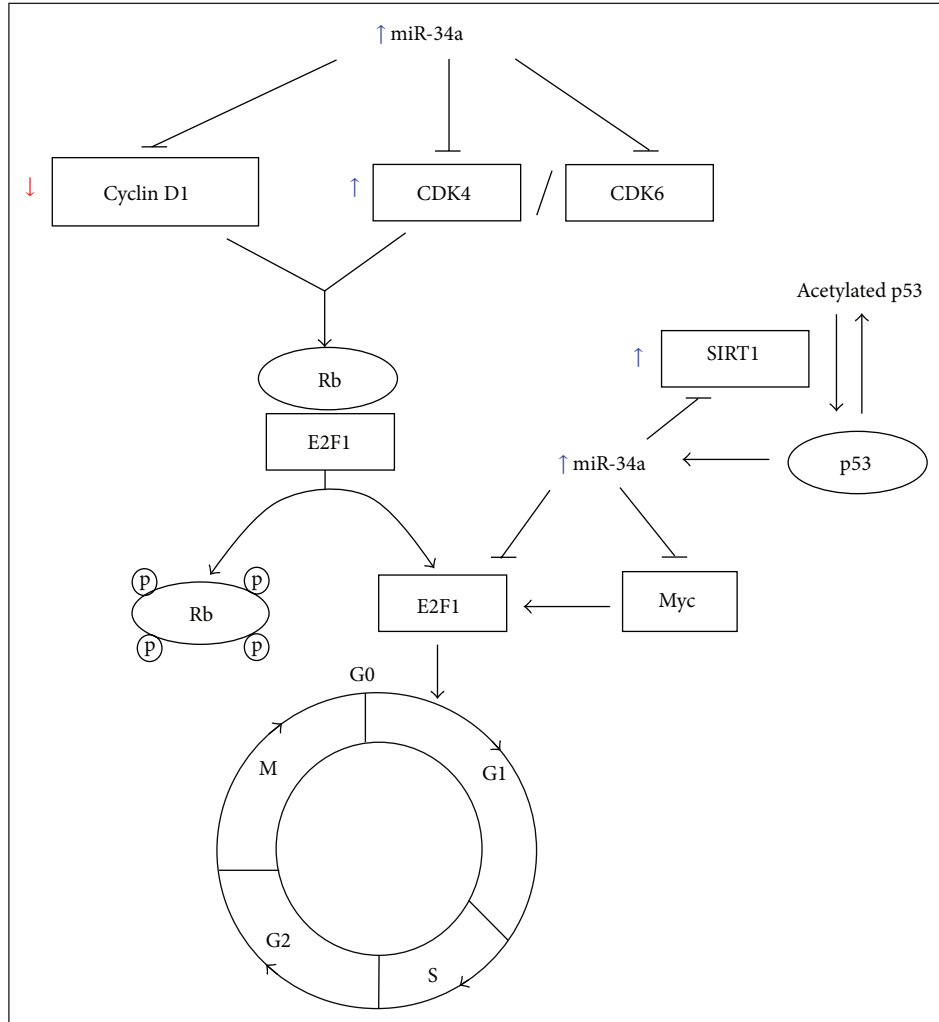 ↑ miR-34a
↓ Cyclin D1 ↑ CDK4 / CDK6
Acetylated p53
↑ SIRT1
Rb
E2F1
↑ miR-34a
p53
p p
Rb
p p
E2F1
Myc
G0
M
G1
G2
S